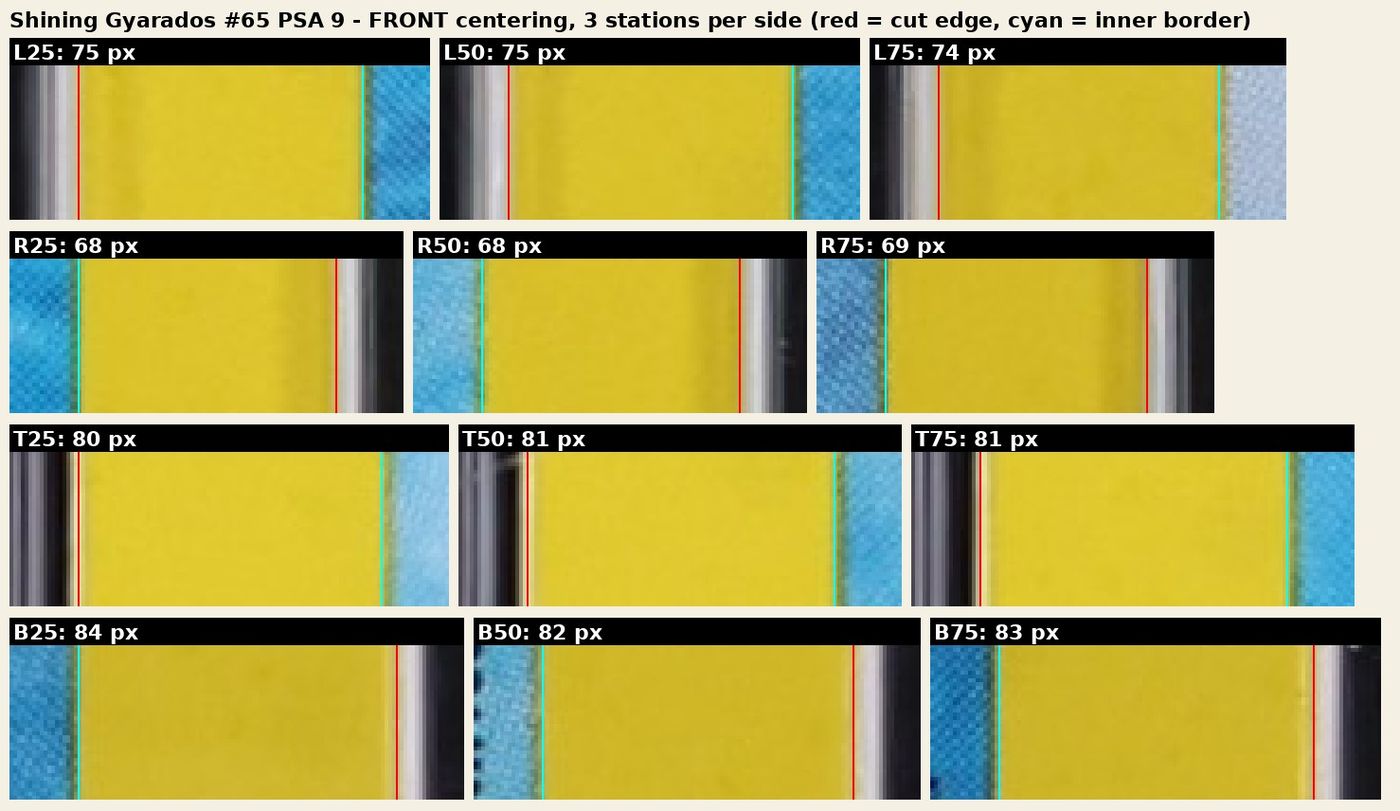 Shining Gyarados #65 PSA 9 - FRONT centering, 3 stations per side (red = cut edge, cyan = inner border)
L25: 75 px
L50: 75 px
L75: 74 px
R25: 68 px
R50: 68 px
R75: 69 px
T25: 80 px
T50: 81 px
T75: 81 px
B25: 84 px
B50: 82 px
B75: 83 px